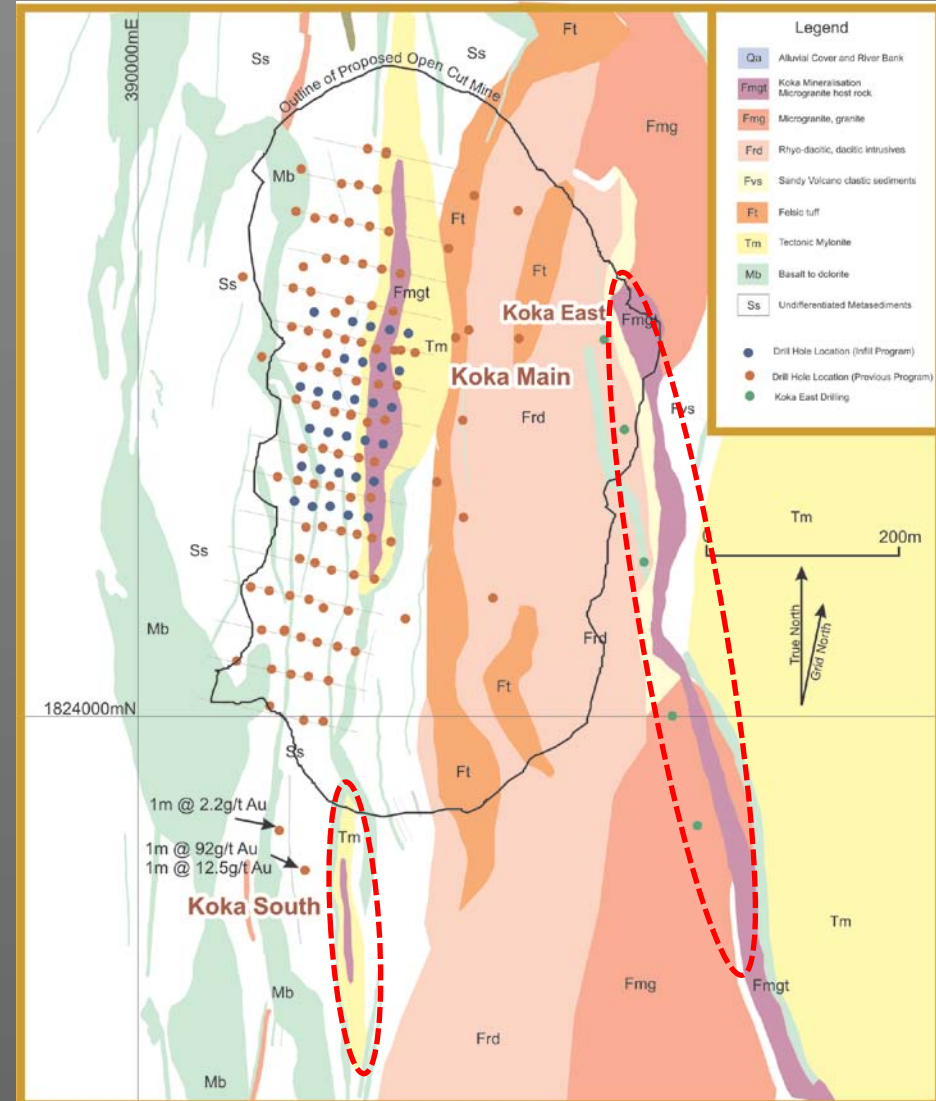 390000mE
Ss
Ss
Ft
Outline of Proposed Open Cut Mine
Fmg
Mb
Ft
Ft
Ss
Fmgt
Koka East
Fmgt
Tm
Koka Main
Frd
Fvs
Tm
0 200m
Ss
True North
Grid North
Mb
Frd
Ft
1824000mN
Ss
Ft
1m @ 2.2g/t Au
Tm
1m @ 92g/t Au
1m @ 12.5g/t Au
Koka South
Tm
Mb
Fmg
Fmgt
Frd
Mb
Legend
Qa Alluvial Cover and River Bank
Fmgt Koka Mineralisation
Microgranite host rock
Fmg Microgranite, granite
Frd Rhyo-dacitic, dacitic intrusives
Fvs Sandy Volcano clastic sediments
Ft Felsic tuff
Tm Tectonic Mylonite
Mb Basalt to dolorite
Ss Undifferentiated Metasediments
Drill Hole Location (Infill Program)
Drill Hole Location (Previous Program)
Koka East Drilling